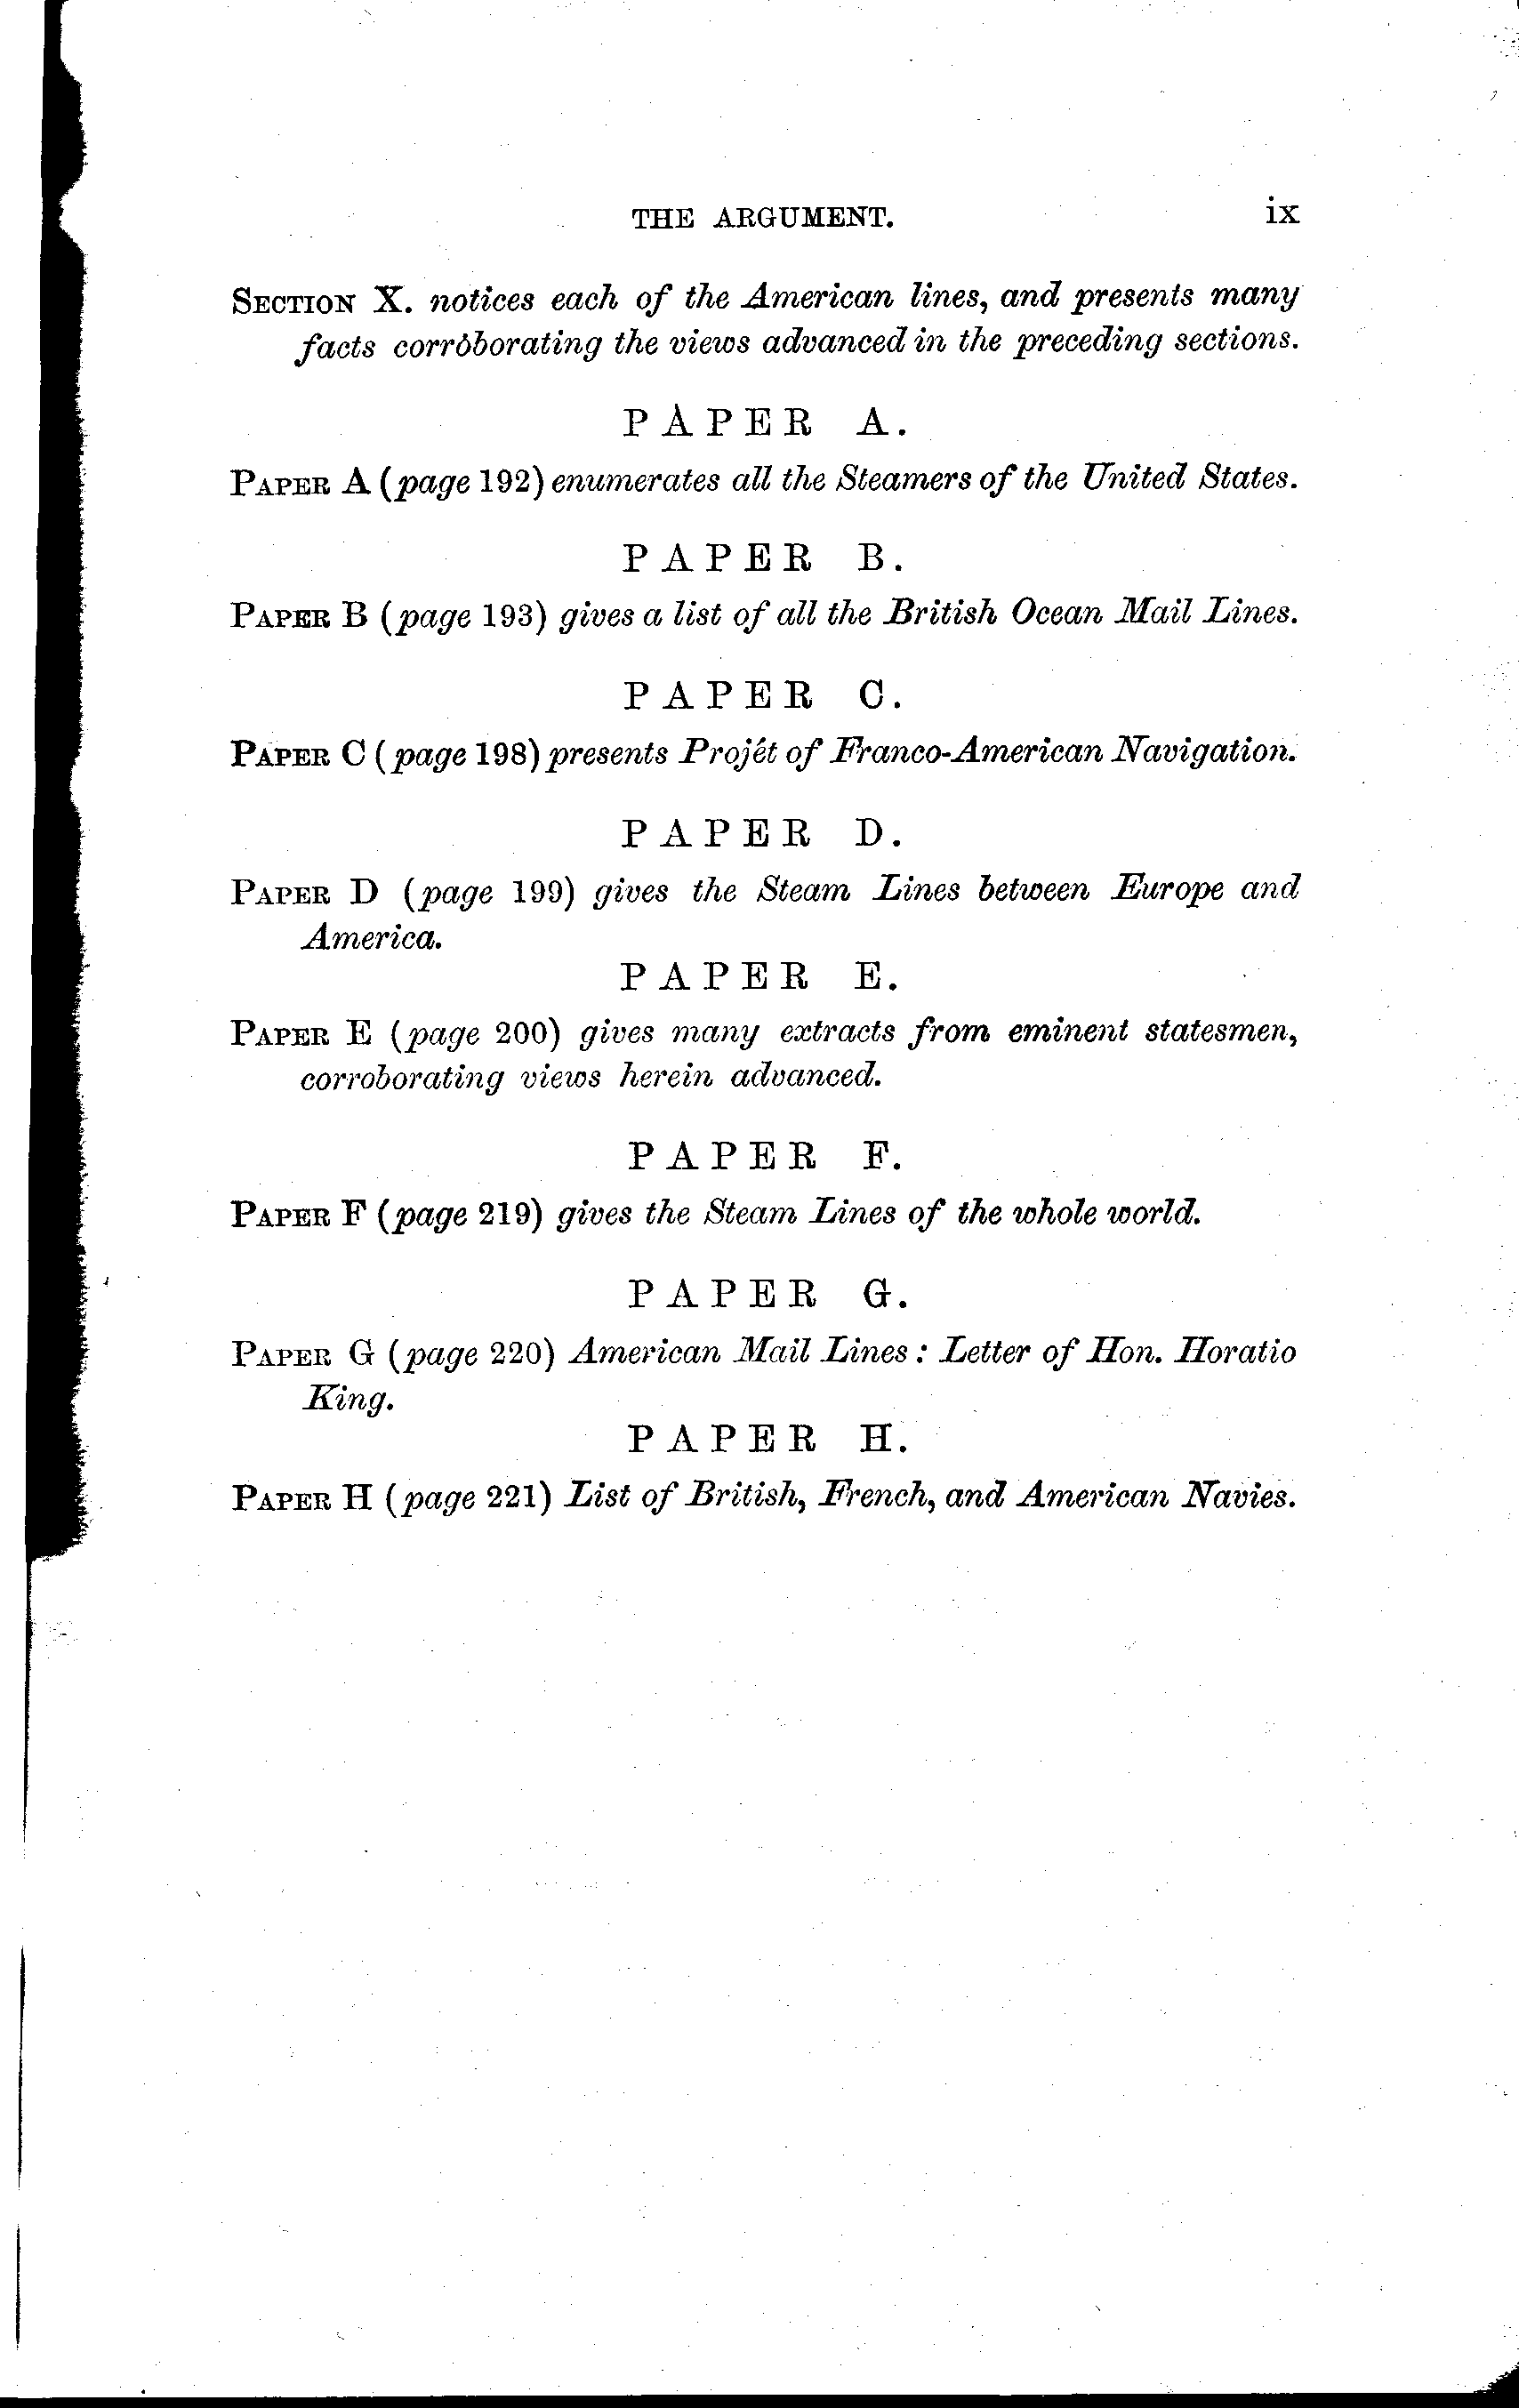 THE ARGUMENT. ix
SECTION X. notices each of the American lines, and presents many
facts corroborating the views advanced in the preceding sections.
PAPER A.
PAPER A (page 192) enumerates all the Steamers of the United States.
PAPER B.
PAPER B (page 193) gives a list of all the British Ocean Mail Lines.
PAPER C.
PAPER C (page 198) presents Projét of Franco-American Navigation.
PAPER D.
PAPER D (page 199) gives the Steam Lines between Europe and
America.
PAPER E.
PAPER E (page 200) gives many extracts from eminent statesmen,
corroborating views herein advanced.
PAPER F.
PAPER F (page 219) gives the Steam Lines of the whole world.
PAPER G.
PAPER G (page 220) American Mail Lines : Letter of Hon. Horatio
King.
PAPER H.
PAPER H (page 221) List of British, French, and American Navies.